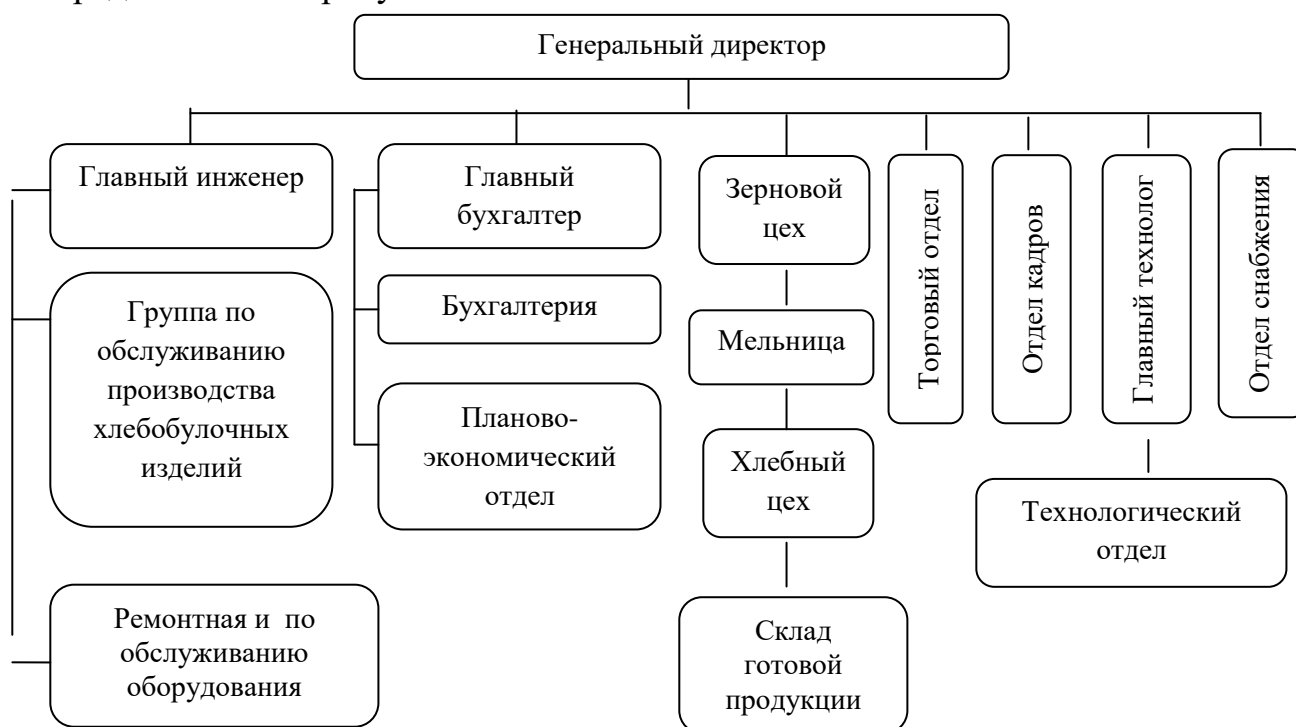 Генеральный директор
Главный инженер
Главный
бухгалтер
Зерновой
цех
Торговый отдел
Отдел кадров
Главный технолог
Отдел снабжения
Группа по
обслуживанию
производства
хлебобулочных
изделий
Бухгалтерия
Мельница
Планово-
экономический
отдел
Хлебный
цех
Технологический
отдел
Ремонтная и по
обслуживанию
оборудования
Склад
готовой
продукции